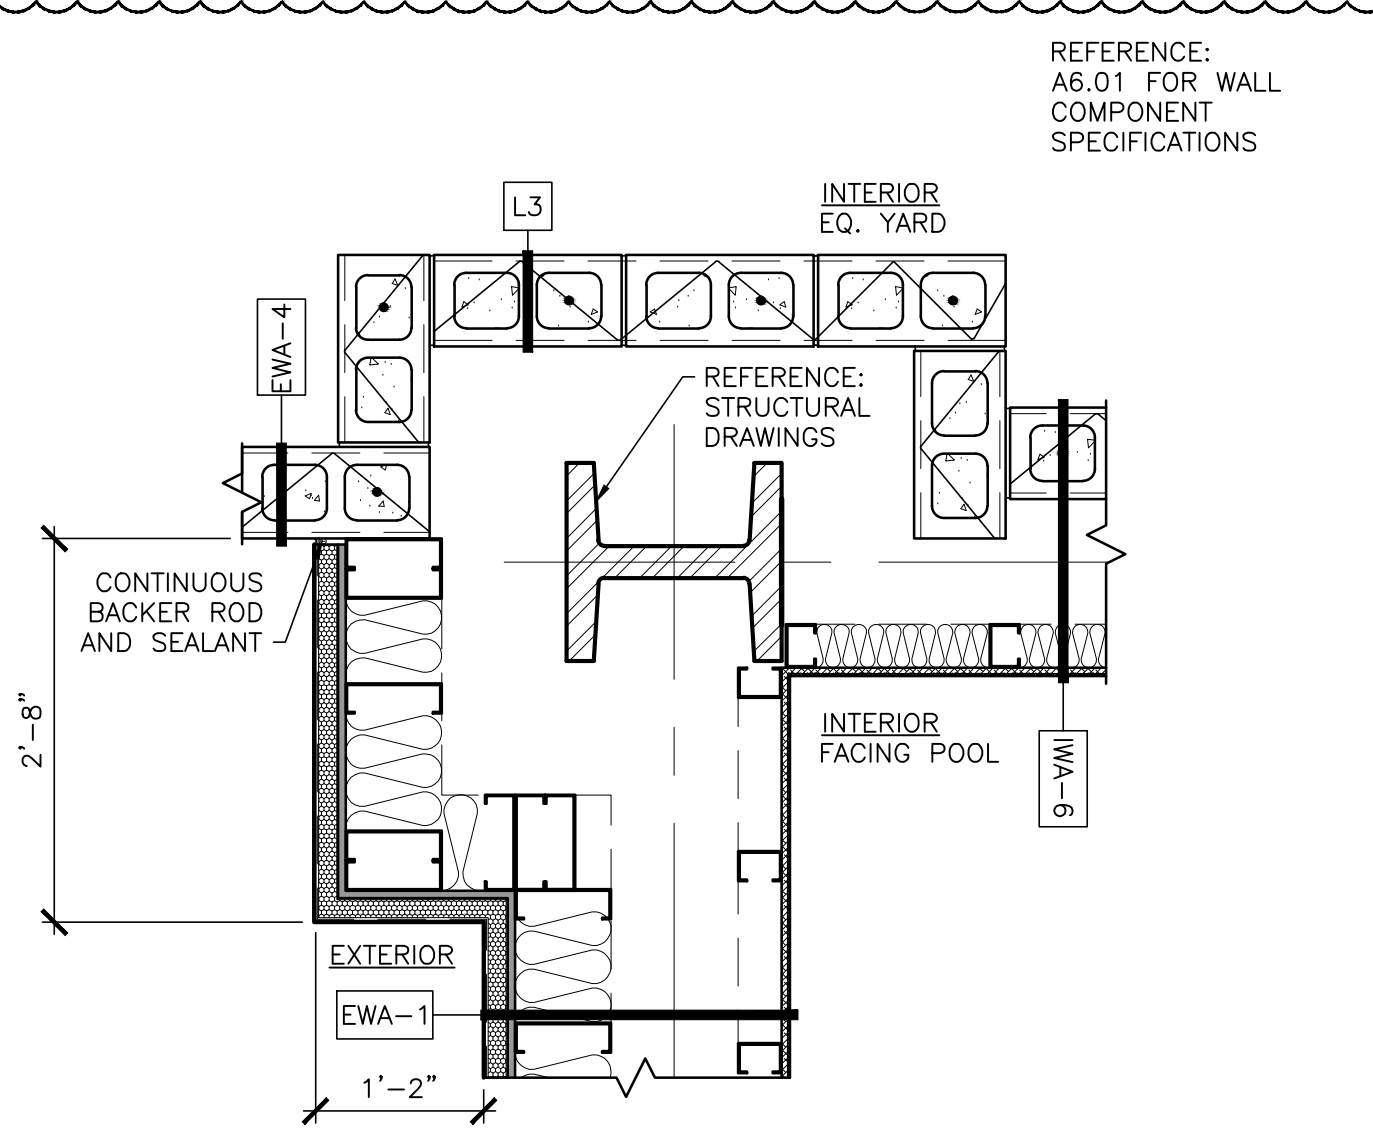 REFERENCE:
A6.01 FOR WALL
COMPONENT
SPECIFICATIONS
INTERIOR
EQ. YARD
L3
EWA-4
REFERENCE:
STRUCTURAL
DRAWINGS
CONTINUOUS
BACKER ROD
AND SEALANT
2'-8"
INTERIOR
FACING POOL
IWA-6
EXTERIOR
EWA-1
1'-2"